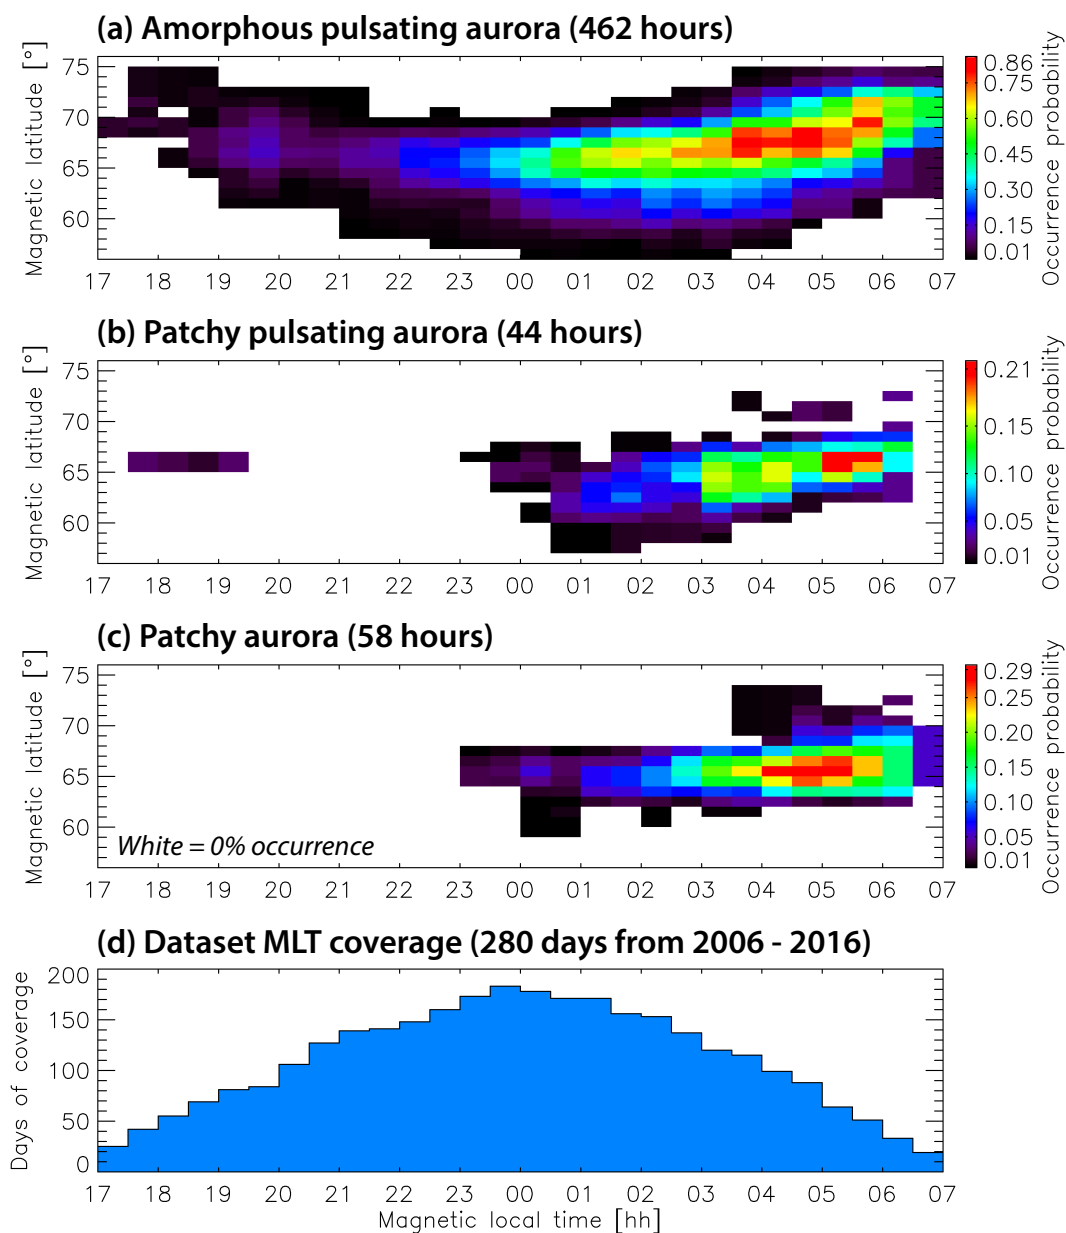 (a) Amorphous pulsating aurora (462 hours)
Magnetic latitude [°]
75
70
65
60
17 18 19 20 21 22 23 00 01 02 03 04 05 06 07
0.86
0.75
0.60
0.45
0.30
0.15
0.01
Occurrence probability
(b) Patchy pulsating aurora (44 hours)
Magnetic latitude [°]
75
70
65
60
17 18 19 20 21 22 23 00 01 02 03 04 05 06 07
0.21
0.15
0.10
0.05
0.01
Occurrence probability
(c) Patchy aurora (58 hours)
Magnetic latitude [°]
75
70
65
60
White = 0% occurrence
17 18 19 20 21 22 23 00 01 02 03 04 05 06 07
0.29
0.25
0.20
0.15
0.10
0.05
0.01
Occurrence probability
(d) Dataset MLT coverage (280 days from 2006 - 2016)
Days of coverage
200
150
100
50
0
17 18 19 20 21 22 23 00 01 02 03 04 05 06 07
Magnetic local time [hh]